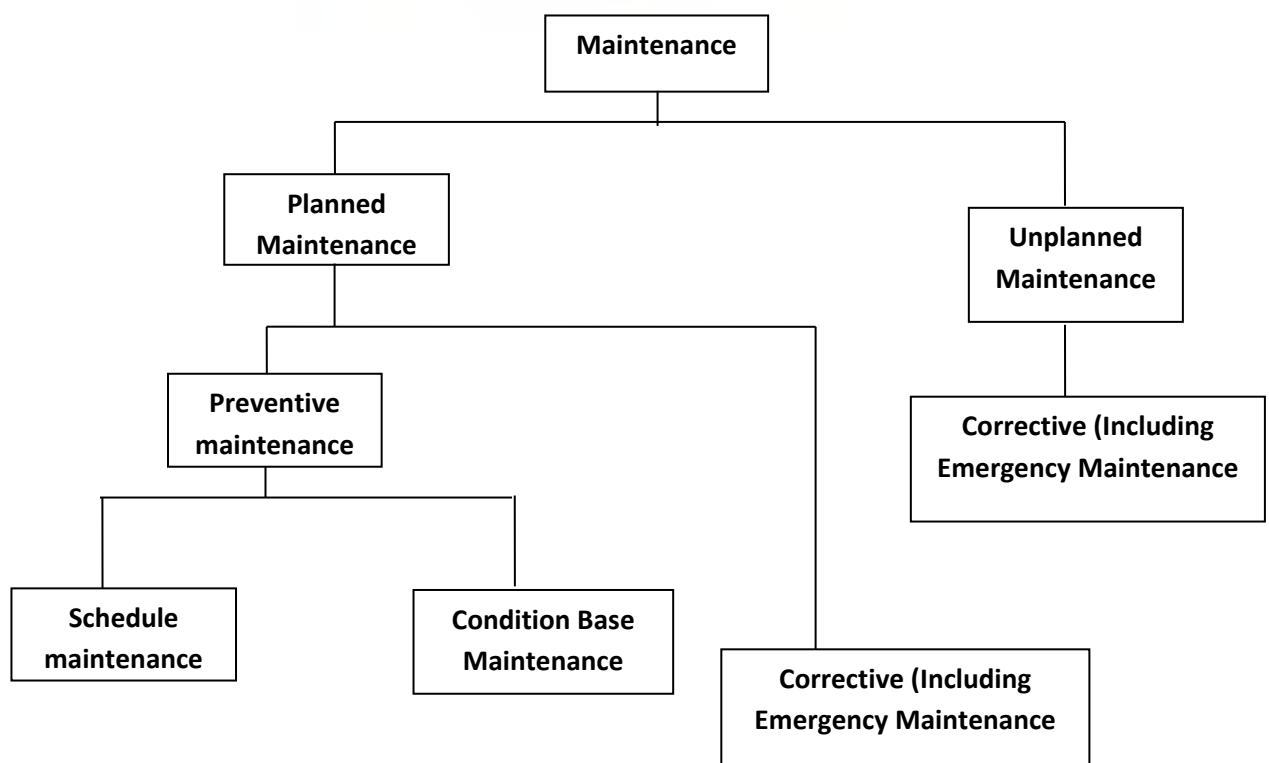 Maintenance
Planned
Maintenance
Unplanned
Maintenance
Preventive
maintenance
Corrective (Including
Emergency Maintenance
Schedule
maintenance
Condition Base
Maintenance
Corrective (Including
Emergency Maintenance